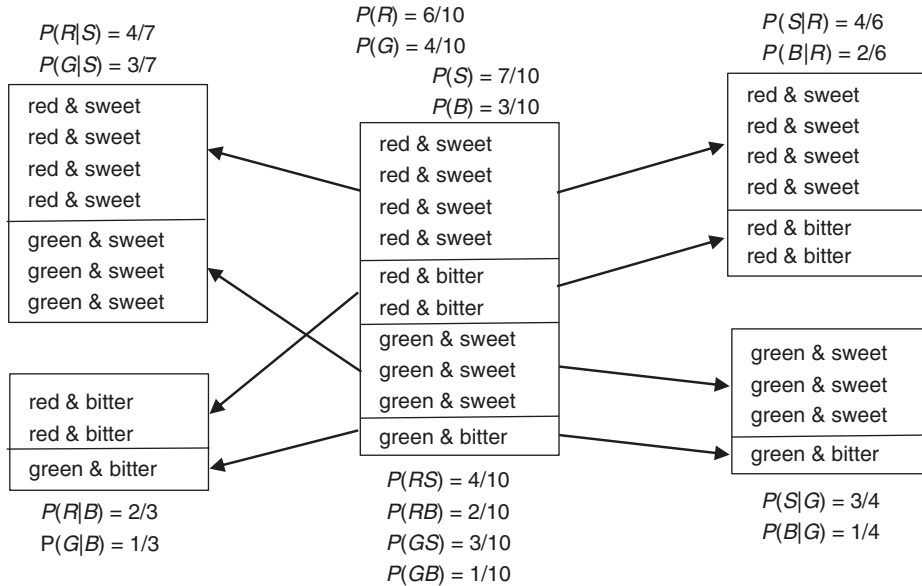 P(R|S) = 4/7
P(G|S) = 3/7
red & sweet
red & sweet
red & sweet
red & sweet
green & sweet
green & sweet
green & sweet
red & bitter
red & bitter
green & bitter
P(R|B) = 2/3
P(G|B) = 1/3
P(R) = 6/10
P(G) = 4/10
P(S) = 7/10
P(B) = 3/10
red & sweet
red & sweet
red & sweet
red & sweet
red & bitter
red & bitter
green & sweet
green & sweet
green & sweet
green & bitter
P(RS) = 4/10
P(RB) = 2/10
P(GS) = 3/10
P(GB) = 1/10
P(S|R) = 4/6
P(B|R) = 2/6
red & sweet
red & sweet
red & sweet
red & sweet
red & bitter
red & bitter
green & sweet
green & sweet
green & sweet
green & bitter
P(S|G) = 3/4
P(B|G) = 1/4